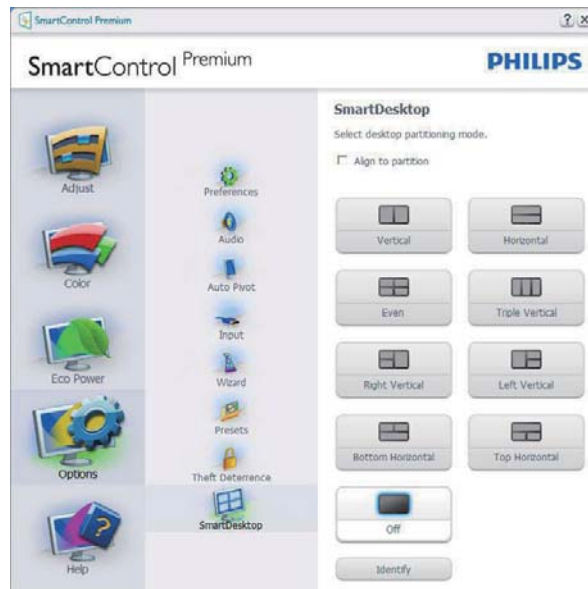 SmartControl Premium
SmartControl Premium
PHILIPS
Adjust
Color
Eco Power
Options
Help
Preferences
Audio
Auto Pivot
Input
Wizard
Presets
Theft Deterrence
SmartDesktop
SmartDesktop
Select desktop partitioning mode.
Align to partition
Vertical
Horizontal
Even
Triple Vertical
Right Vertical
Left Vertical
Bottom Horizontal
Top Horizontal
Off
Identify